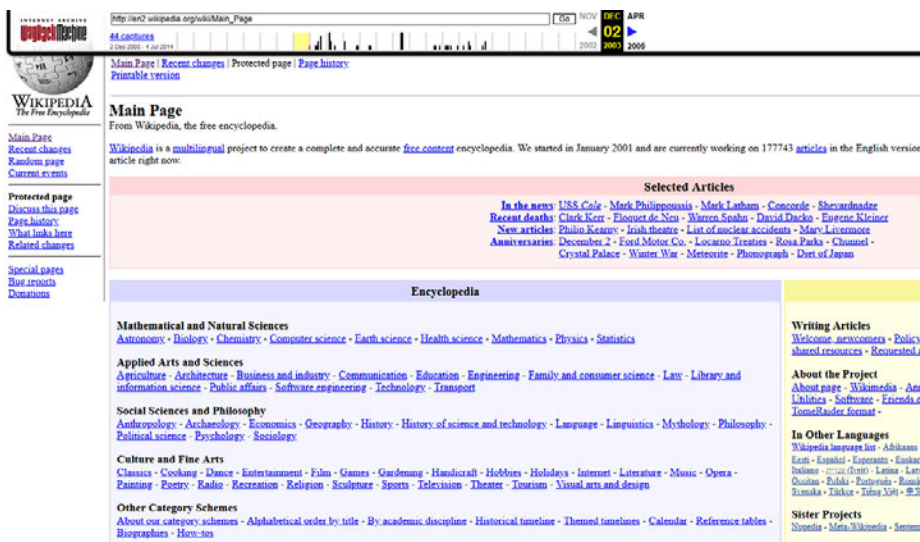 INTERNET ARCHIVE
WayBackMachine
http://en2.wikipedia.org/wiki/Main_Page
Go
NOV DEC APR
44 captures
02
2 Dec 2003 - 4 Jul 2014
2002 2003 2005
Main Page | Recent changes | Protected page | Page history
Printable version
WIKIPEDIA
The Free Encyclopedia
Main Page
Recent changes
Random page
Current events
Protected page
Discuss this page
Page history
What links here
Related changes
Special pages
Bug reports
Donations
Main Page
From Wikipedia, the free encyclopedia.
Wikipedia is a multilingual project to create a complete and accurate free content encyclopedia. We started in January 2001 and are currently working on 177743 articles in the English version
article right now.
Selected Articles
In the news: USS Cole - Mark Philippoussis - Mark Latham - Concorde - Shevardnadze
Recent deaths: Clark Kerr - Floquet de Neu - Warren Spahn - David Dacko - Eugene Kleiner
New articles: Philip Kearny - Irish theatre - List of nuclear accidents - Mary Livermore
Anniversaries: December 2 - Ford Motor Co. - Locarno Treaties - Rosa Parks - Chunnel -
Crystal Palace - Winter War - Meteorite - Phonograph - Diet of Japan
Encyclopedia
Mathematical and Natural Sciences
Astronomy - Biology - Chemistry - Computer science - Earth science - Health science - Mathematics - Physics - Statistics
Applied Arts and Sciences
Agriculture - Architecture - Business and industry - Communication - Education - Engineering - Family and consumer science - Law - Library and
information science - Public affairs - Software engineering - Technology - Transport
Social Sciences and Philosophy
Anthropology - Archaeology - Economics - Geography - History - History of science and technology - Language - Linguistics - Mythology - Philosophy -
Political science - Psychology - Sociology
Culture and Fine Arts
Classics - Cooking - Dance - Entertainment - Film - Games - Gardening - Handicraft - Hobbies - Holidays - Internet - Literature - Music - Opera -
Painting - Poetry - Radio - Recreation - Religion - Sculpture - Sports - Television - Theater - Tourism - Visual arts and design
Other Category Schemes
About our category schemes - Alphabetical order by title - By academic discipline - Historical timeline - Themed timelines - Calendar - Reference tables -
Biographies - How-tos
Writing Articles
Welcome, newcomers - Policy
shared resources - Requested
About the Project
About page - Wikimedia -
Utilities - Software - Friends
TomeRaider format -
In Other Languages
Wikipedia language list - Afrikaans
Eesti - Español - Esperanto -
Italiano - עברית (Ivrit) - Latina -
Occitan - Polski - Português -
Svenska - Türkçe - Tiếng Việt -
Sister Projects
Nupedia - Meta-Wikipedia -